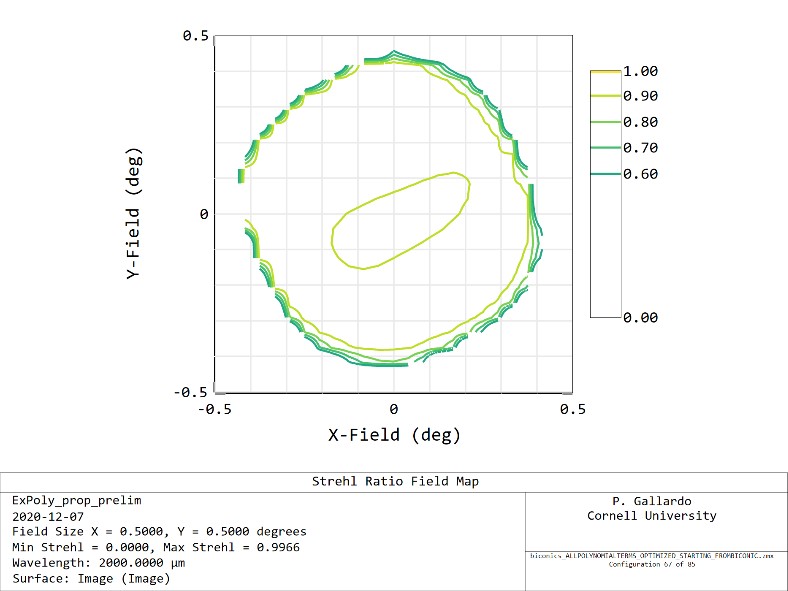 0.5
0
-0.5
-0.5
0
0.5
Y-Field (deg)
X-Field (deg)
1.00
0.90
0.80
0.70
0.60
0.00
Strehl Ratio Field Map
ExPoly_prop_prelim
2020-12-07
Field Size X = 0.5000, Y = 0.5000 degrees
Min Strehl = 0.0000, Max Strehl = 0.9966
Wavelength: 2000.0000 µm
Surface: Image (Image)
P. Gallardo
Cornell University
biconics_ALLPOLYNOMIALTERMS_OPTIMIZED_STARTING_FROMBICONIC.zmx
Configuration 67 of 85